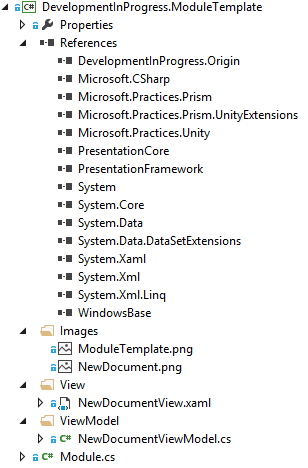 DevelopmentInProgress.ModuleTemplate
Properties
References
DevelopmentInProgress.Origin
Microsoft.CSharp
Microsoft.Practices.Prism
Microsoft.Practices.Prism.UnityExtensions
Microsoft.Practices.Unity
PresentationCore
PresentationFramework
System
System.Core
System.Data
System.Data.DataSetExtensions
System.Xaml
System.Xml
System.Xml.Linq
WindowsBase
Images
ModuleTemplate.png
NewDocument.png
View
NewDocumentView.xaml
ViewModel
C# NewDocumentViewModel.cs
C# Module.cs